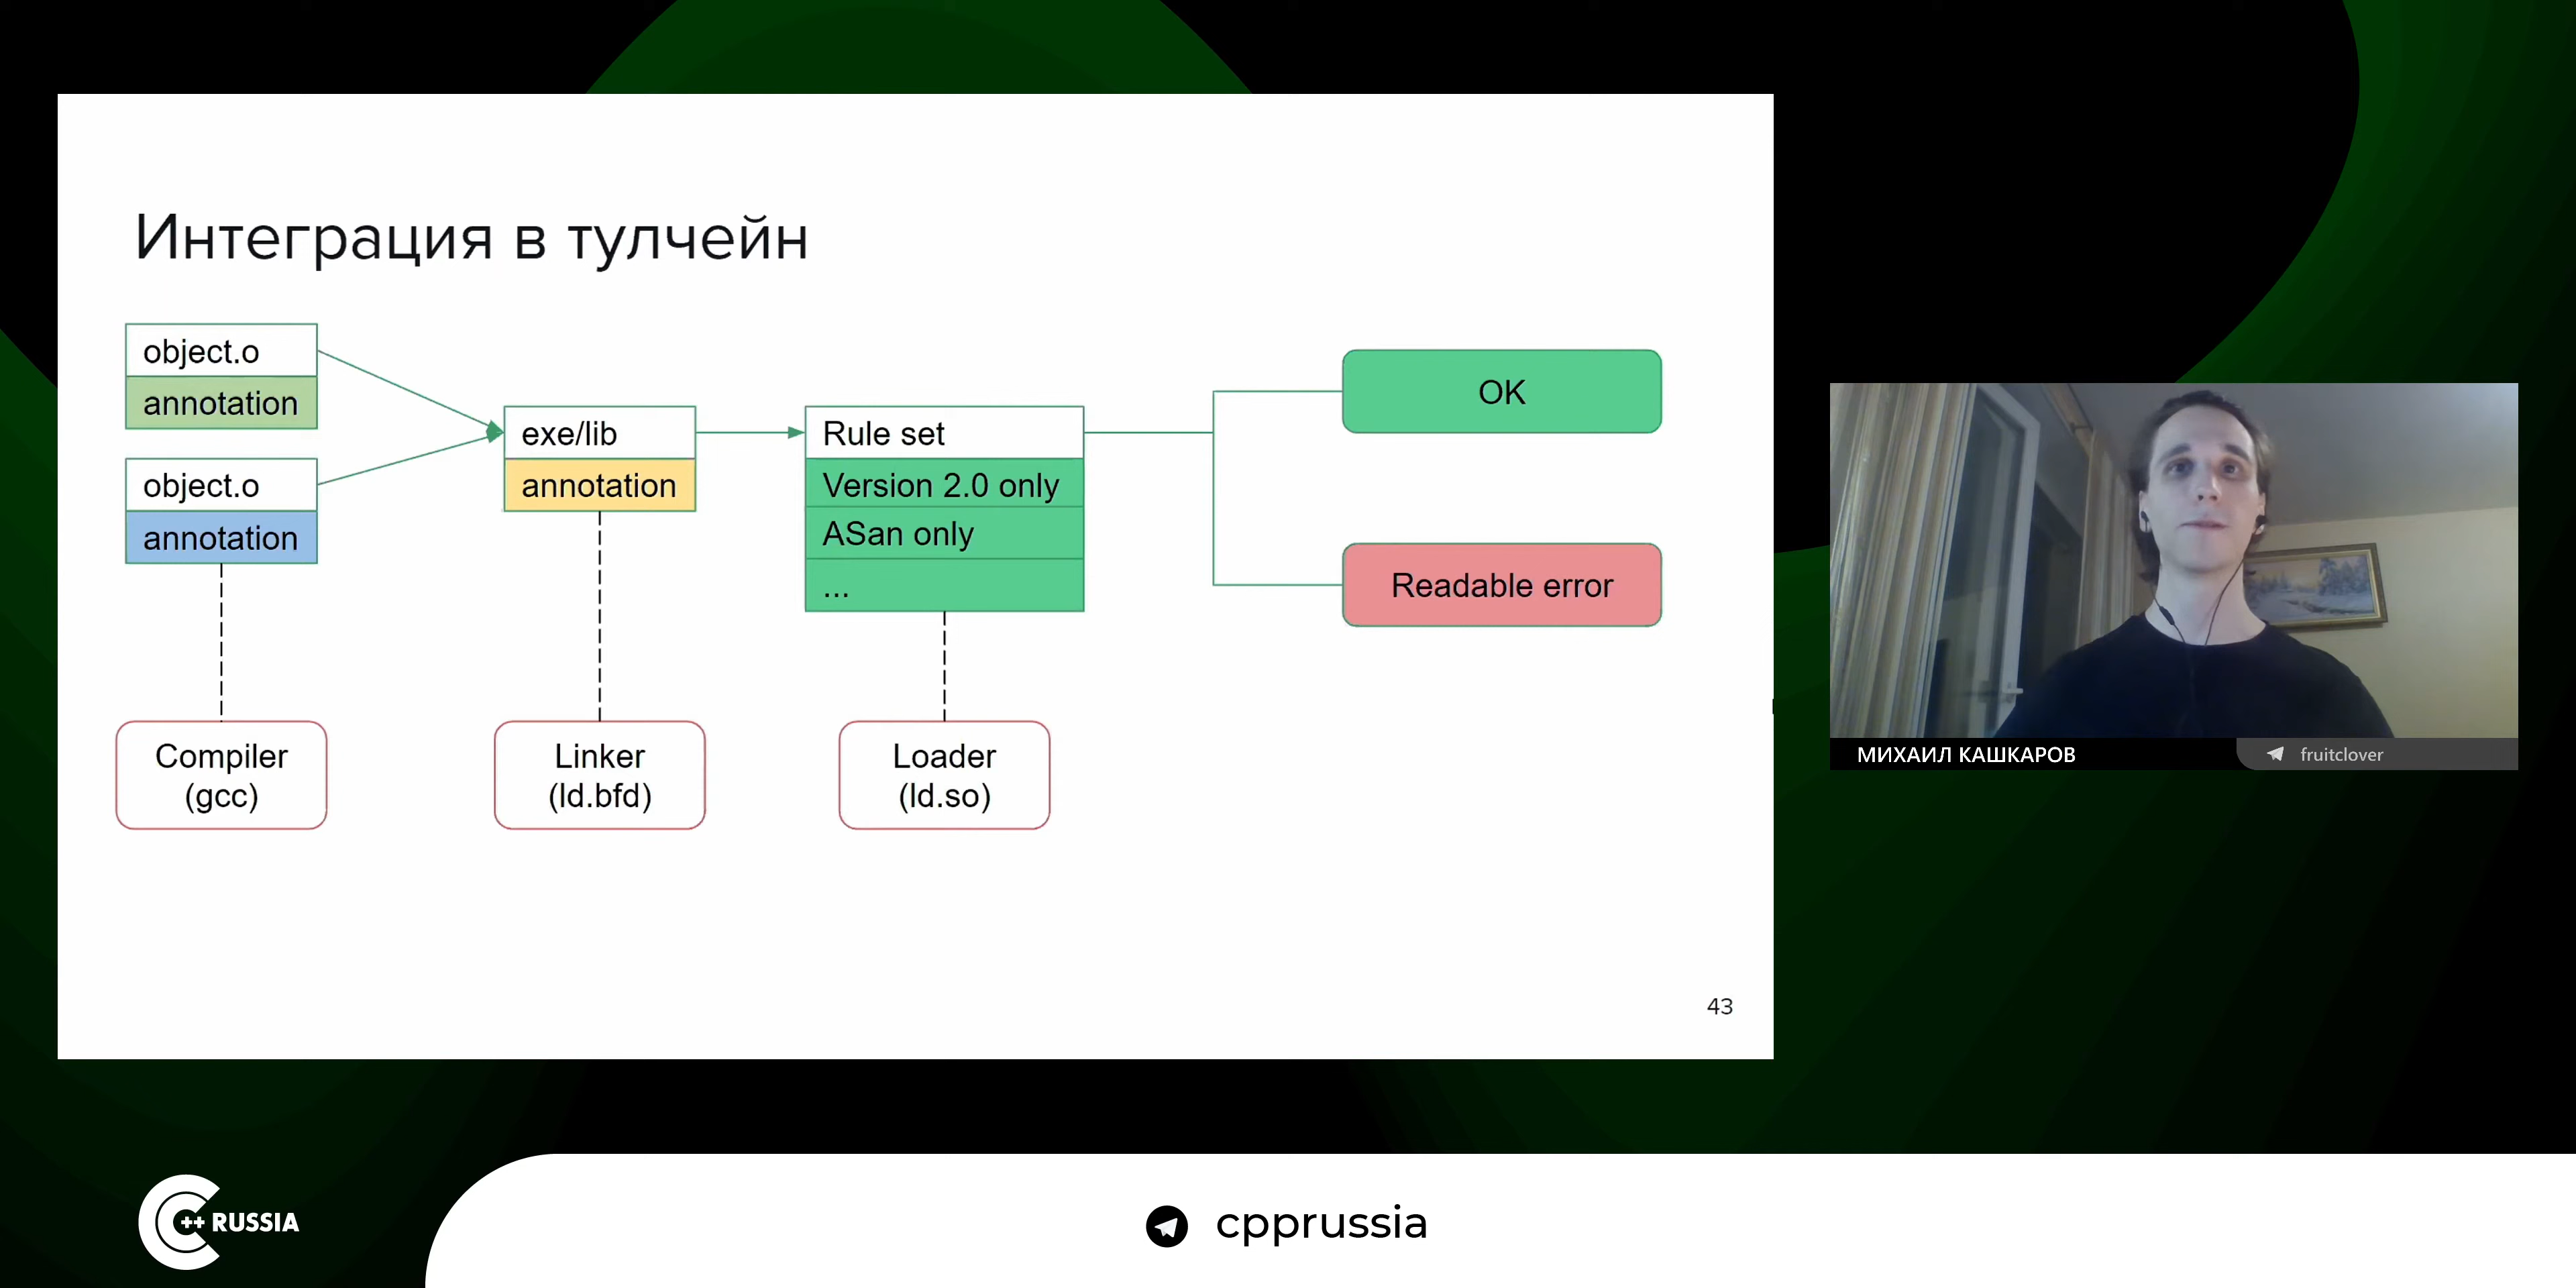 Интеграция в тулчейн
object.o
annotation
object.o
annotation
exe/lib
annotation
Rule set
Version 2.0 only
ASan only
...
OK
Readable error
Compiler
(gcc)
Linker
(ld.bfd)
Loader
(ld.so)
43
МИХАИЛ КАШКАРОВ
fruitclover
C++ RUSSIA
cpprussia